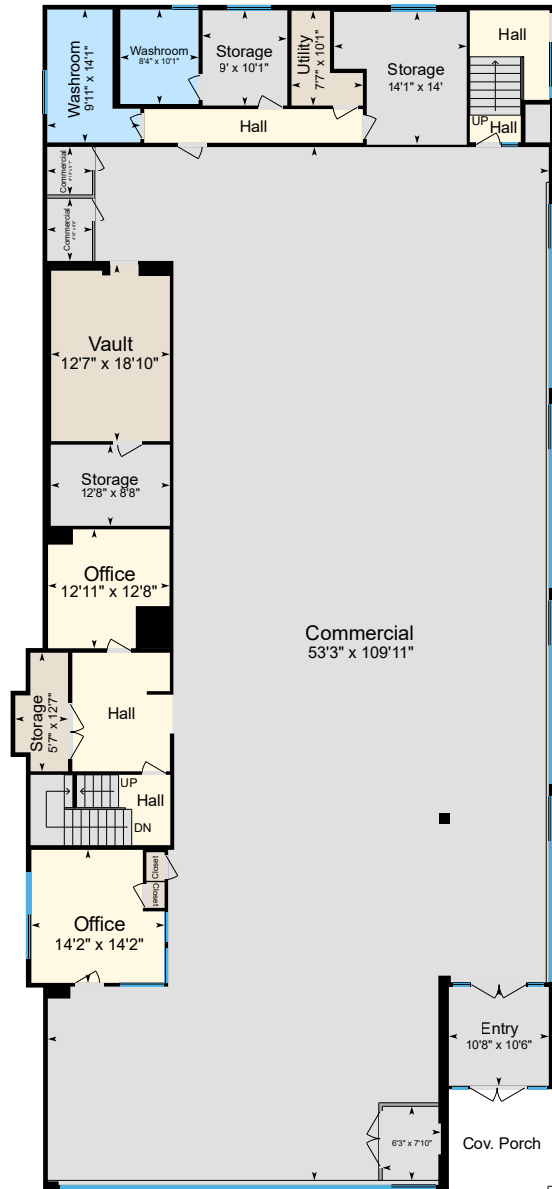 Washroom
9'11" x 14'1"
Washroom
8'4" x 10'1"
Storage
9' x 10'1"
Utility
7'7" x 10'1"
Storage
14'1" x 14'
Hall
Hall
UP
Hall
Commercial
Commercial
Vault
12'7" x 18'10"
Storage
12'8" x 8'8"
Office
12'11" x 12'8"
Commercial
53'3" x 109'11"
Storage
5'7" x 12'7"
Hall
UP
Hall
DN
Closet
Closet
Office
14'2" x 14'2"
Entry
10'8" x 10'6"
6'3" x 7'10"
Cov. Porch